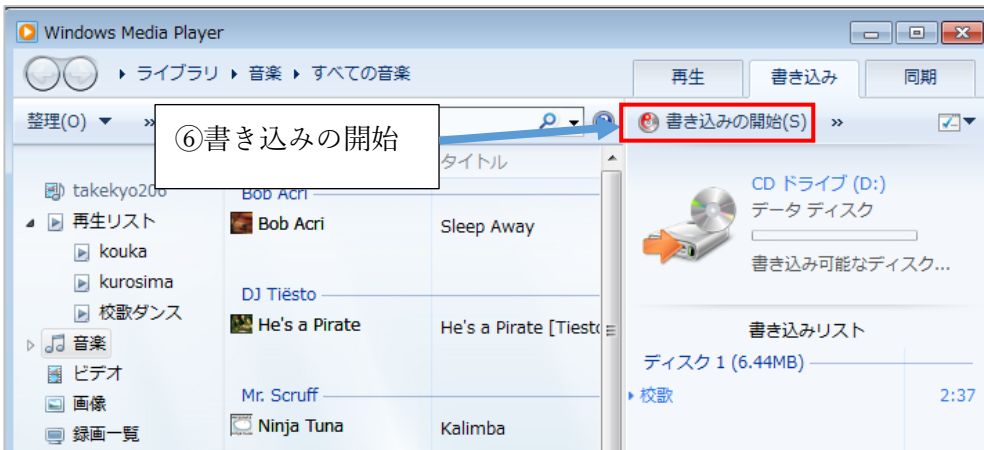 Windows Media Player
ライブラリ 音楽 すべての音楽
再生 書き込み 同期
整理(O) »
⑥書き込みの開始
書き込みの開始(S) »
タイトル
takekyo206
再生リスト
kouka
kurosima
校歌ダンス
音楽
ビデオ
画像
録画一覧
Bob Acri
Bob Acri Sleep Away
DJ Tiësto
He's a Pirate He's a Pirate [Tiesto
Mr. Scruff
Ninja Tuna Kalimba
CD ドライブ (D:)
データ ディスク
書き込み可能なディスク...
書き込みリスト
ディスク 1 (6.44MB)
校歌 2:37